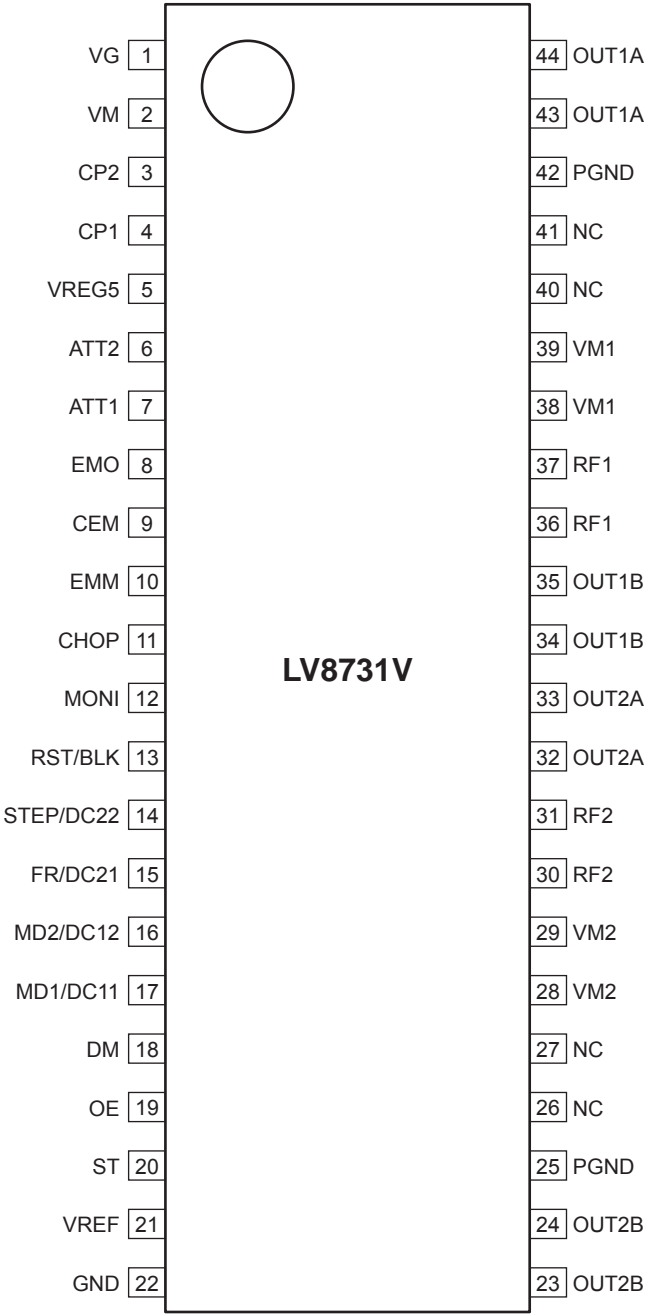 VG 1 44 OUT1A
VM 2 43 OUT1A
CP2 3 42 PGND
CP1 4 41 NC
VREG5 5 40 NC
ATT2 6 39 VM1
ATT1 7 38 VM1
EMO 8 37 RF1
CEM 9 36 RF1
EMM 10 35 OUT1B
CHOP 11 34 OUT1B
LV8731V
MONI 12 33 OUT2A
RST/BLK 13 32 OUT2A
STEP/DC22 14 31 RF2
FR/DC21 15 30 RF2
MD2/DC12 16 29 VM2
MD1/DC11 17 28 VM2
DM 18 27 NC
OE 19 26 NC
ST 20 25 PGND
VREF 21 24 OUT2B
GND 22 23 OUT2B